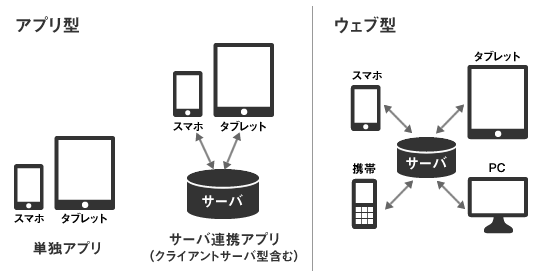 アプリ型
スマホ
タブレット
単独アプリ
スマホ
タブレット
サーバ
サーバ連携アプリ
(クライアントサーバ型含む)
ウェブ型
スマホ
タブレット
サーバ
携帯
PC